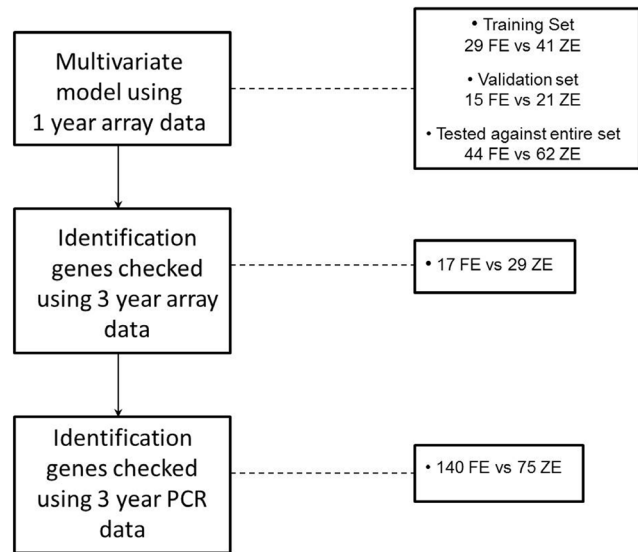 Multivariate
model using
1 year array data
• Training Set
29 FE vs 41 ZE
• Validation set
15 FE vs 21 ZE
• Tested against entire set
44 FE vs 62 ZE
Identification
genes checked
using 3 year array
data
• 17 FE vs 29 ZE
Identification
genes checked
using 3 year PCR
data
• 140 FE vs 75 ZE